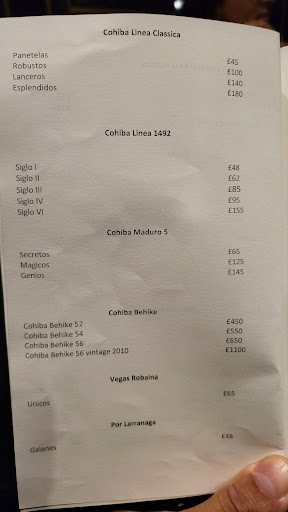 Cohiba Linea Classica
Panetelas £45
Robustos £100
Lanceros £140
Esplendidos £180
Cohiba Linea 1492
Siglo I £48
Siglo II £62
Siglo III £85
Siglo IV £95
Siglo VI £155
Cohiba Maduro 5
Secretos £65
Magicos £125
Genios £145
Cohiba Behike
Cohiba Behike 52 £450
Cohiba Behike 54 £550
Cohiba Behike 56 £650
Cohiba Behike 56 vintage 2010 £1100
Vegas Robaina
Unicos £65
Por Larranaga
Galanes £48